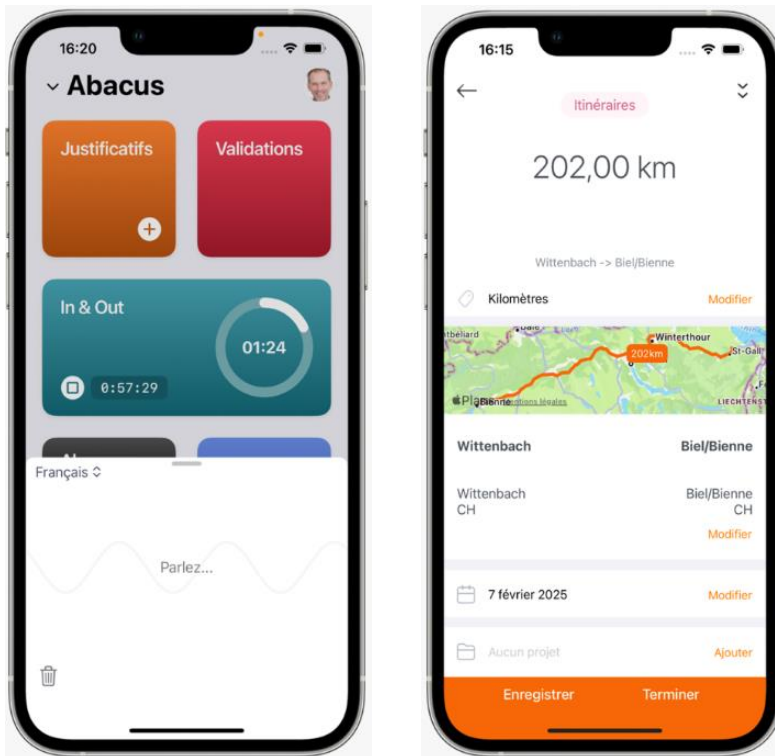 16:20
Abacus
Justificatifs
Validations
In & Out
01:24
0:57:29
Français
Parlez...
16:15
Itinéraires
202,00 km
Wittenbach -> Biel/Bienne
Kilomètres
Modifier
Winterthour
202km
St-Gall
Plans
Bienne
mentions légales
LIECHTENST
Wittenbach
Biel/Bienne
Wittenbach
Biel/Bienne
CH
CH
Modifier
7 février 2025
Modifier
Aucun projet
Ajouter
Enregistrer
Terminer